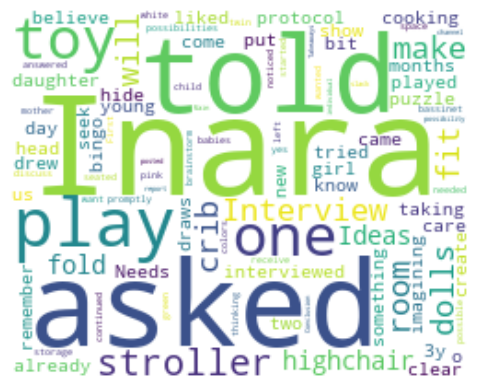 believe
liked
protocol
cooking
white
possibilities
twin
space
channel
toy
will
told
come
put
show
bit
make
answered
started
noticed
wanted
daughter
hide
young
months
played
puzzle
mother
child
Inara
day
seek
bingo
head
drew
us
tried
girl
know
came
fit
new
left
yes
babies
brainstorm
pink
posted
report
seated
discuss
first
bassinet
possibility
individual
needed
taking
care
want
promptly
play
draws
crib
Interview
one
Ideas
room
dolls
create
something
imagining
possible
fold
Needs
interviewed
colors
receive
remember
asked
two
continued
green
thinking
storage
already
stroller
highchair
3y
o
clear